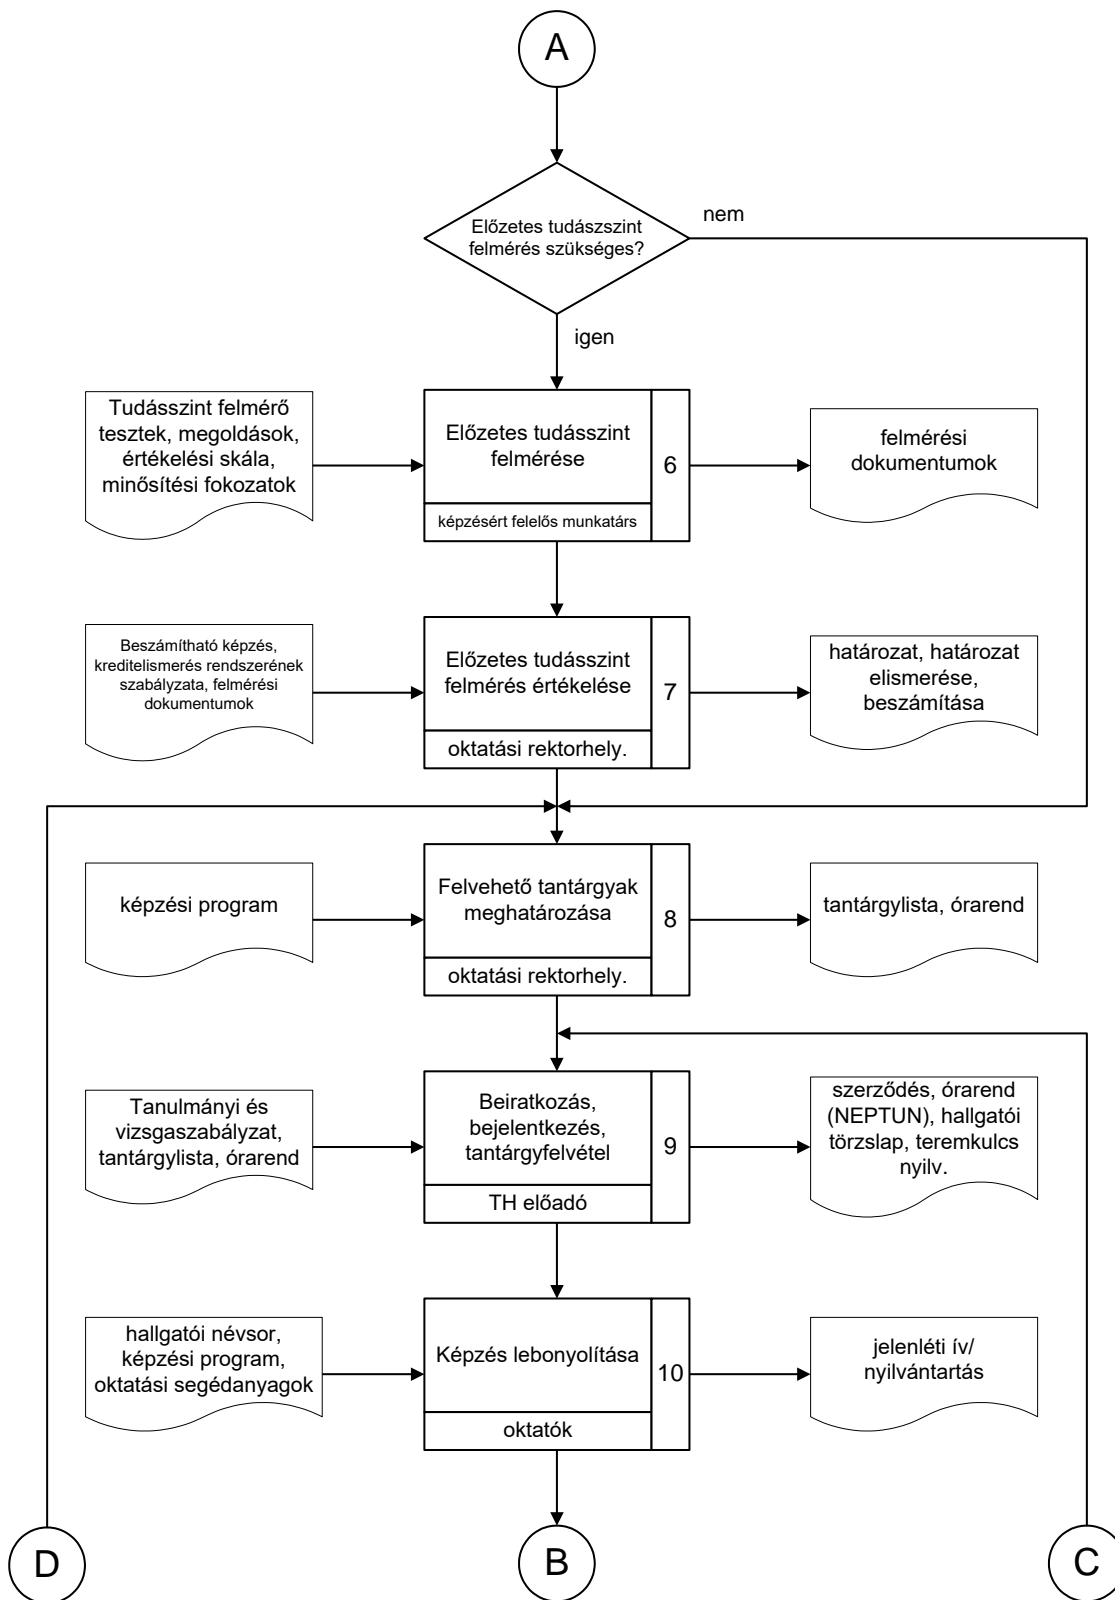 A
Előzetes tudászszint
felmérés szükséges?
nem
igen
Tudásszint felmérő
tesztek, megoldások,
értékelési skála,
minősítési fokozatok
Előzetes tudásszint
felmérése
6
képzésért felelős munkatárs
felmérési
dokumentumok
Beszámítható képzés,
kreditelismerés rendszerének
szabályzata, felmérési
dokumentumok
Előzetes tudásszint
felmérés értékelése
7
oktatási rektorhely.
határozat, határozat
elismerése,
beszámítása
képzési program
Felvehető tantárgyak
meghatározása
8
oktatási rektorhely.
tantárgylista, órarend
Tanulmányi és
vizsgaszabályzat,
tantárgylista, órarend
Beiratkozás,
bejelentkezés,
tantárgyfelvétel
9
TH előadó
szerződés, órarend
(NEPTUN), hallgatói
törzslap, teremkulcs
nyilv.
hallgatói névsor,
képzési program,
oktatási segédanyagok
Képzés lebonyolítása
10
oktatók
jelenléti ív/
nyilvántartás
D
B
C